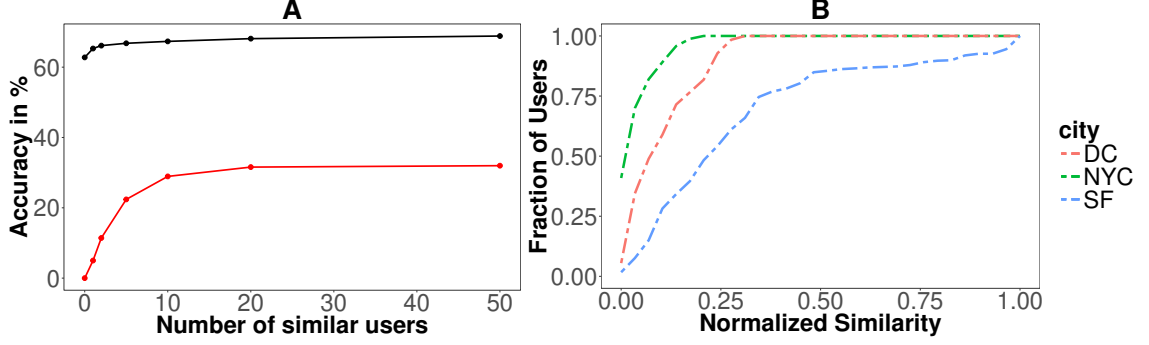 A
Accuracy in %
60
40
20
0
0 10 20 30 40 50
Number of similar users
B
Fraction of Users
1.00
0.75
0.50
0.25
0.00
0.00 0.25 0.50 0.75 1.00
Normalized Similarity
city
DC
NYC
SF